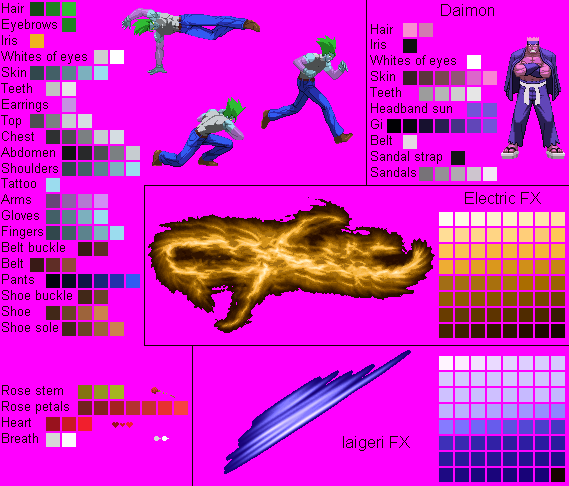 Hair
Eyebrows
Iris
Whites of eyes
Skin
Teeth
Earrings
Top
Chest
Abdomen
Shoulders
Tattoo
Arms
Gloves
Fingers
Belt buckle
Belt
Pants
Shoe buckle
Shoe
Shoe sole
Rose stem
Rose petals
Heart
Breath
Daimon
Hair
Iris
Whites of eyes
Skin
Teeth
Headband sun
Gi
Belt
Sandal strap
Sandals
Electric FX
Iaigeri FX